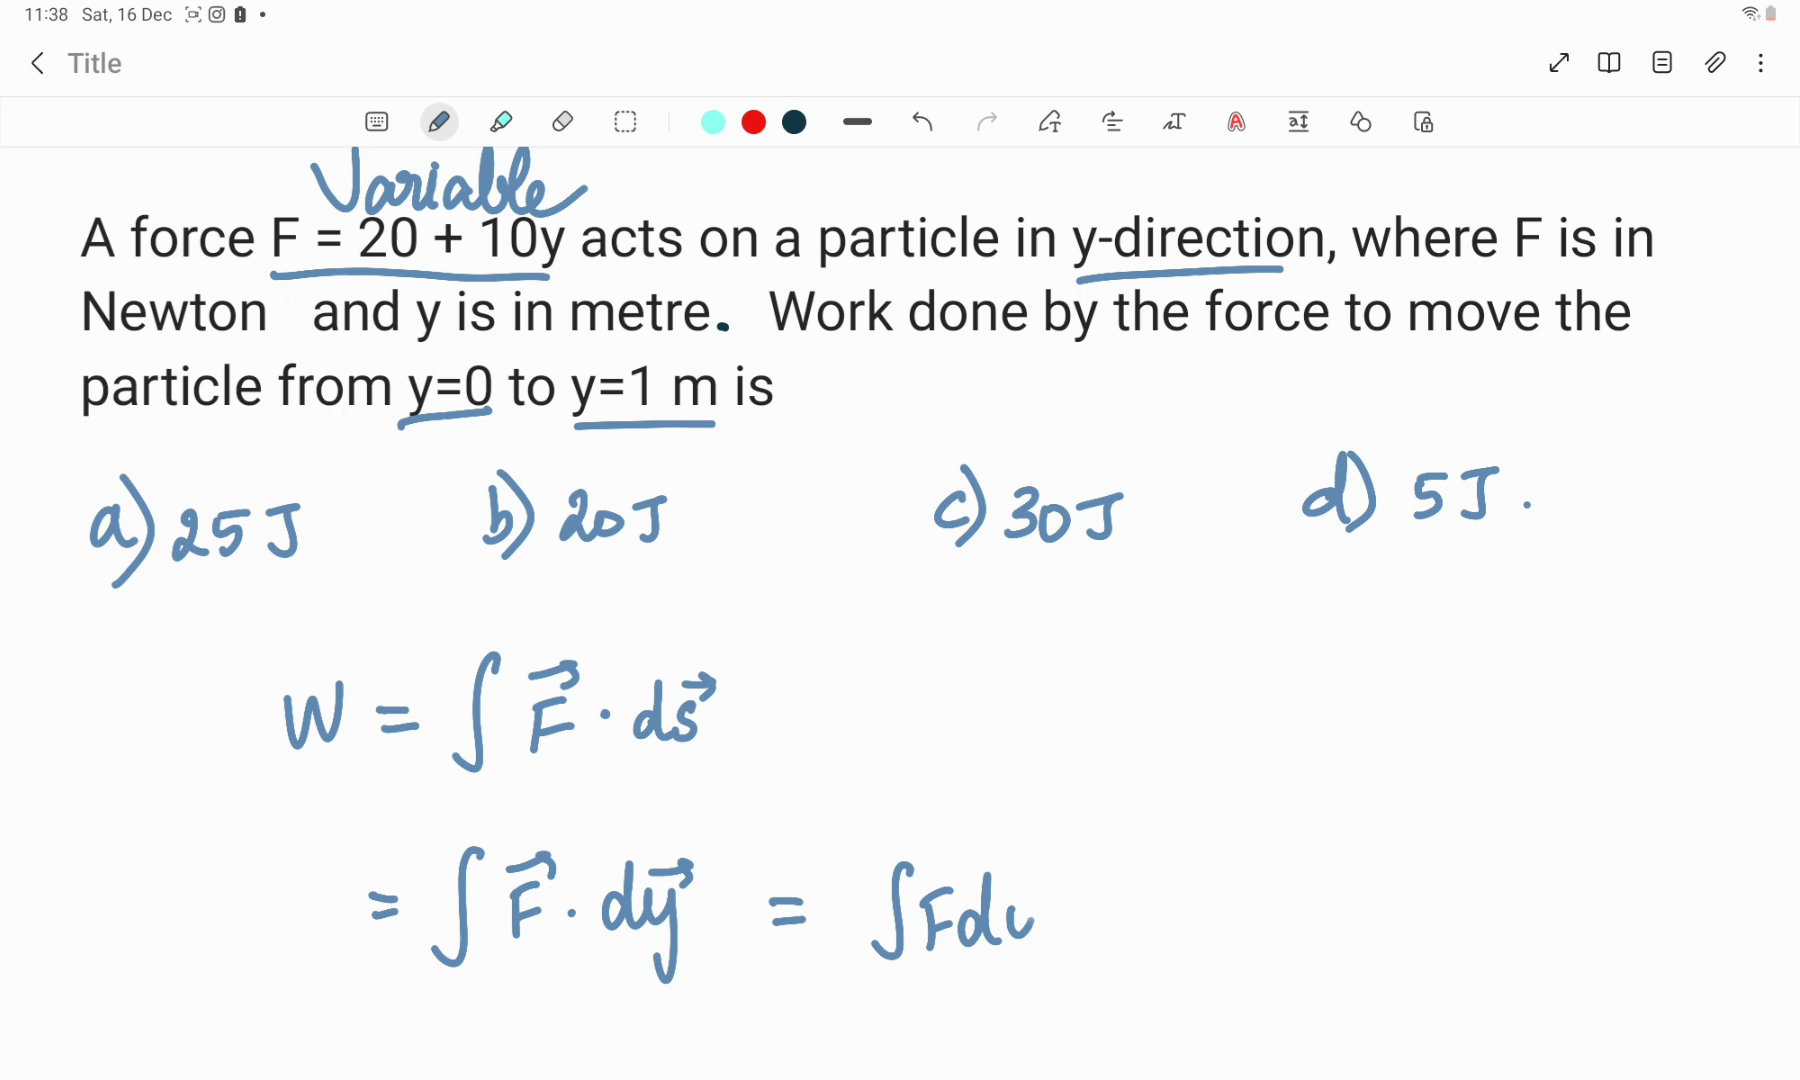 11:38 Sat, 16 Dec
Title
Variable
A force F = 20 + 10y acts on a particle in y-direction, where F is in
Newton and y is in metre. Work done by the force to move the
particle from y=0 to y=1 m is
a) 25 J b) 20 J c) 30 J d) 5 J.
W = ∫ F⃗ · ds⃗
= ∫ F⃗ · dy⃗ = ∫ F d